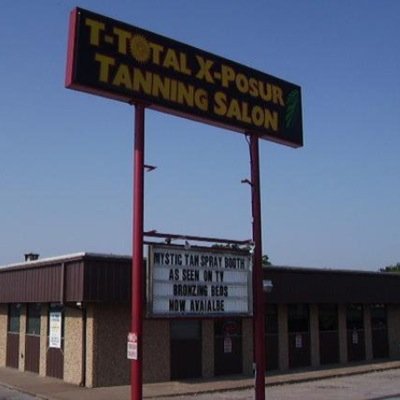 T-TOTAL X-POSUR
TANNING SALON
MYSTIC TAN SPRAY BOOTH
AS SEEN ON TV
BRONZING BEDS
NOW AVAIALBE